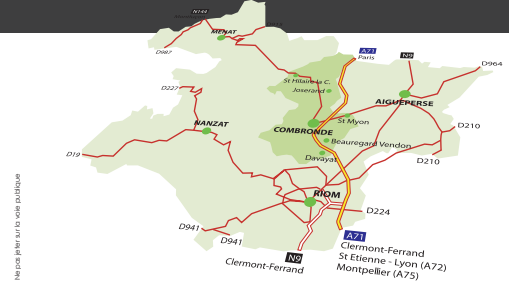 N144
MENAT
D987
A71
Paris
N9
D964
D227
St Hilaire la C.
Joserand
AIGUEPERSE
NANZAT
COMBRONDE
St Myon
D210
Beauregard Vendon
Davayat
D210
D19
RIOM
D224
D941
D941
A71
N9
Clermont-Ferrand
Clermont-Ferrand
St Etienne - Lyon (A72)
Montpellier (A75)
Ne pas jeter sur la voie publique